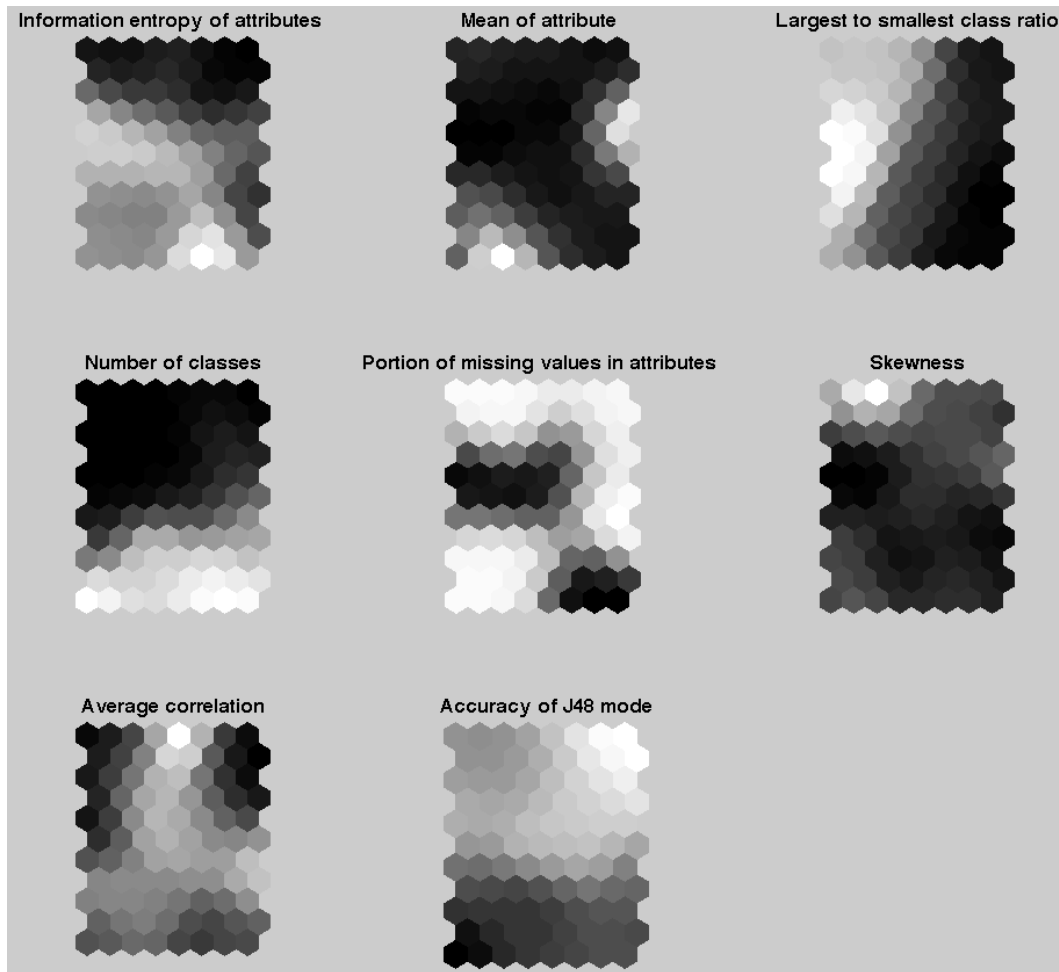 Information entropy of attributes
Mean of attribute
Largest to smallest class ratio
Number of classes
Portion of missing values in attributes
Skewness
Average correlation
Accuracy of J48 mode